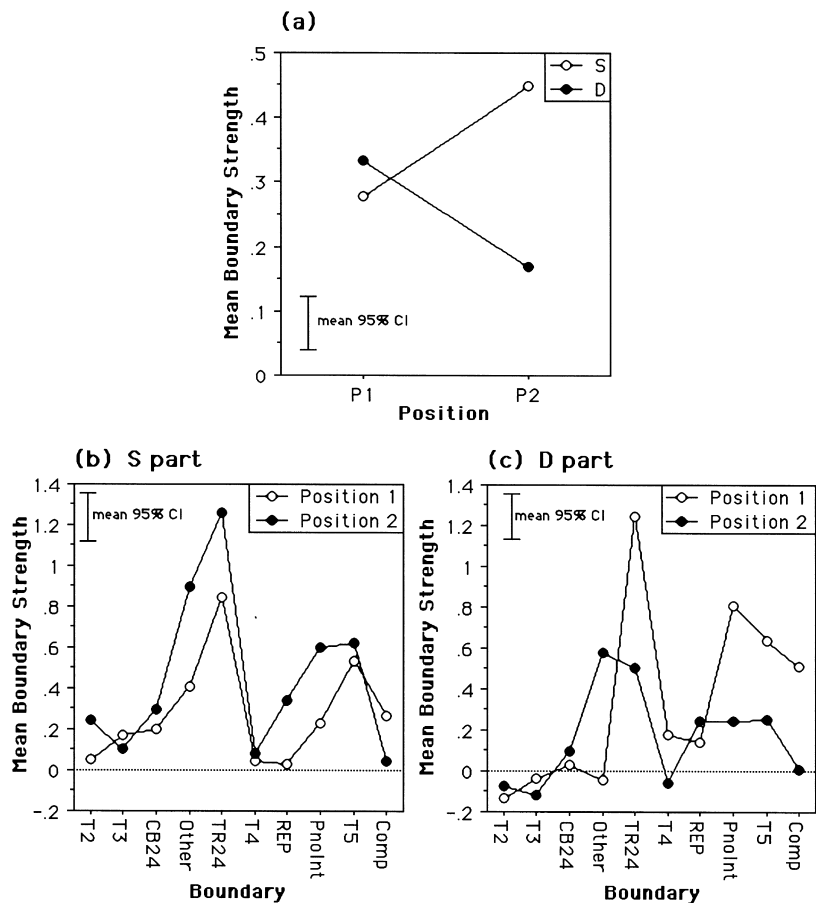 (a)
Mean Boundary Strength
.5
.4
.3
.2
.1
0
S
D
mean 95% CI
P1 P2
Position
(b) S part
Mean Boundary Strength
1.4
1.2
1
.8
.6
.4
.2
0
-.2
mean 95% CI
Position 1
Position 2
T2 T3 CB24 Other TR24 T4 REP PnoInt T5 Comp
Boundary
(c) D part
Mean Boundary Strength
1.4
1.2
1
.8
.6
.4
.2
0
-.2
mean 95% CI
Position 1
Position 2
T2 T3 CB24 Other TR24 T4 REP PnoInt T5 Comp
Boundary